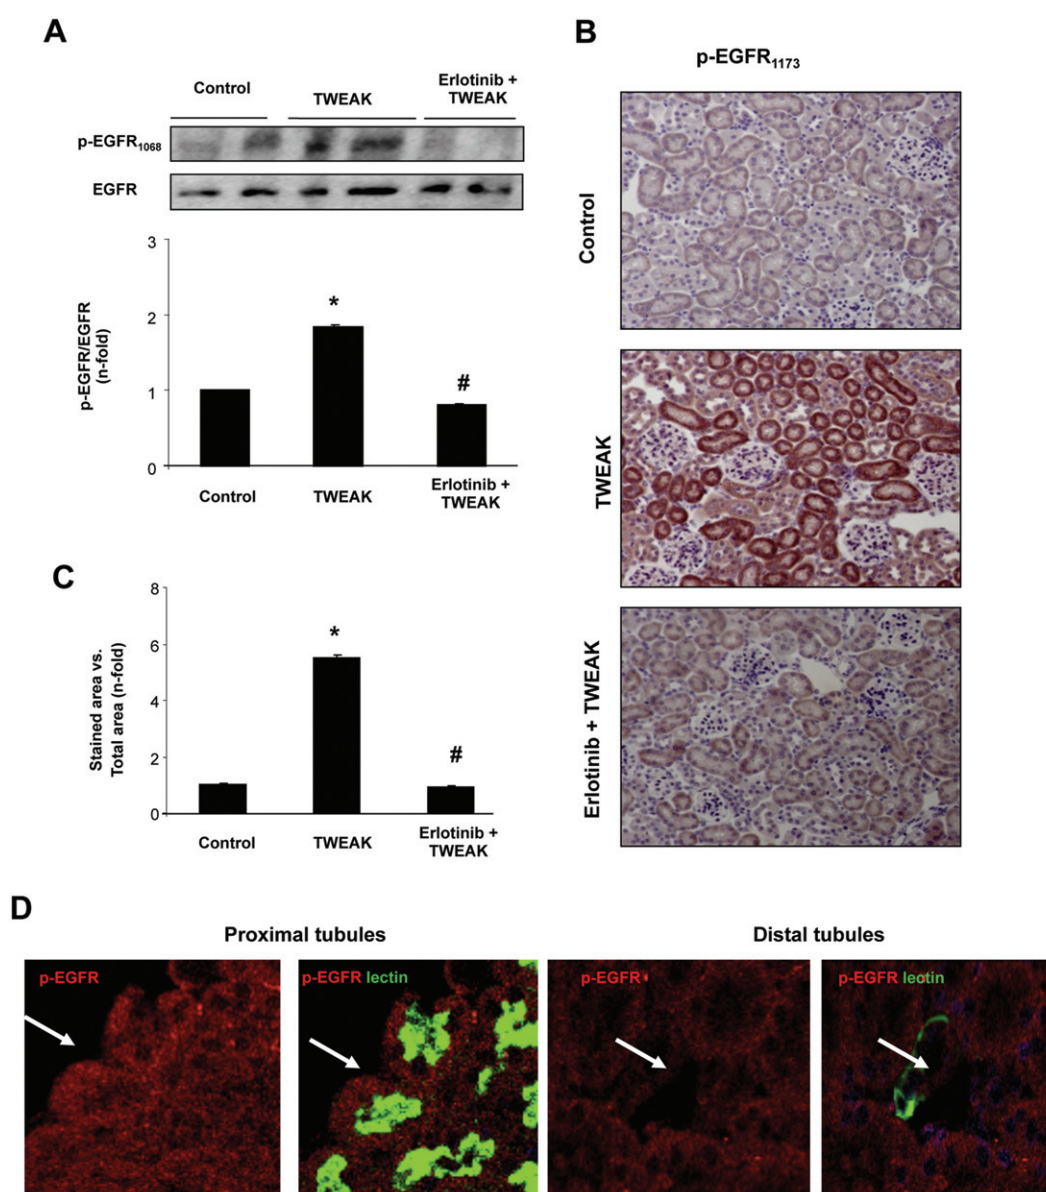 A
Control
TWEAK
Erlotinib +
TWEAK
p-EGFR1068
EGFR
p-EGFR/EGFR
(n-fold)
3
2
1
0
*
#
Control
TWEAK
Erlotinib +
TWEAK
B
p-EGFR1173
Control
TWEAK
Erlotinib + TWEAK
C
Stained area vs.
Total area (n-fold)
8
6
4
2
0
*
#
Control
TWEAK
Erlotinib +
TWEAK
D
Proximal tubules
Distal tubules
p-EGFR
p-EGFR lectin
p-EGFR
p-EGFR lectin